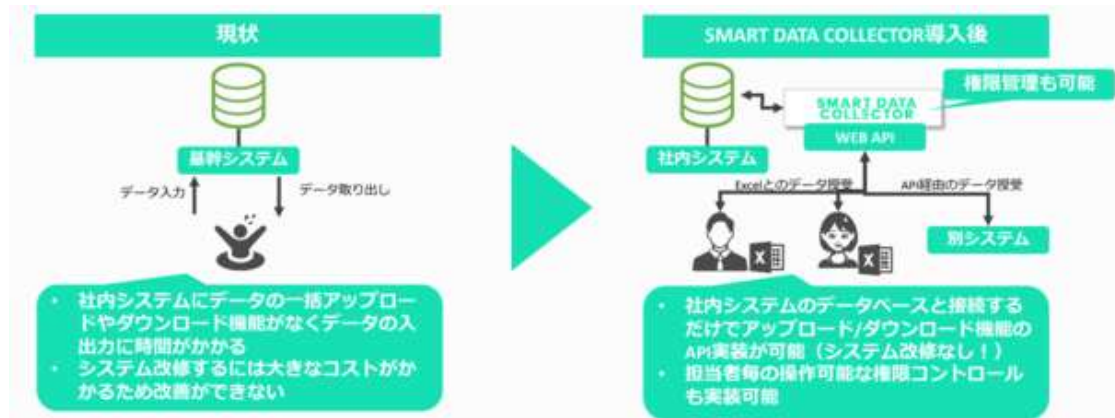 現状
基幹システム
データ入力
データ取り出し
・ 社内システムにデータの一括アップロー
ドやダウンロード機能がなくデータの入
出力に時間がかかる
・ システム改修するには大きなコストがか
かるため改善ができない
SMART DATA COLLECTOR導入後
権限管理も可能
SMART DATA
COLLECTOR
WEB API
社内システム
Excelとのデータ授受
API経由のデータ授受
別システム
・ 社内システムのデータベースと接続する
だけでアップロード/ダウンロード機能の
API実装が可能（システム改修なし！）
・ 担当者毎の操作可能な権限コントロール
も実装可能